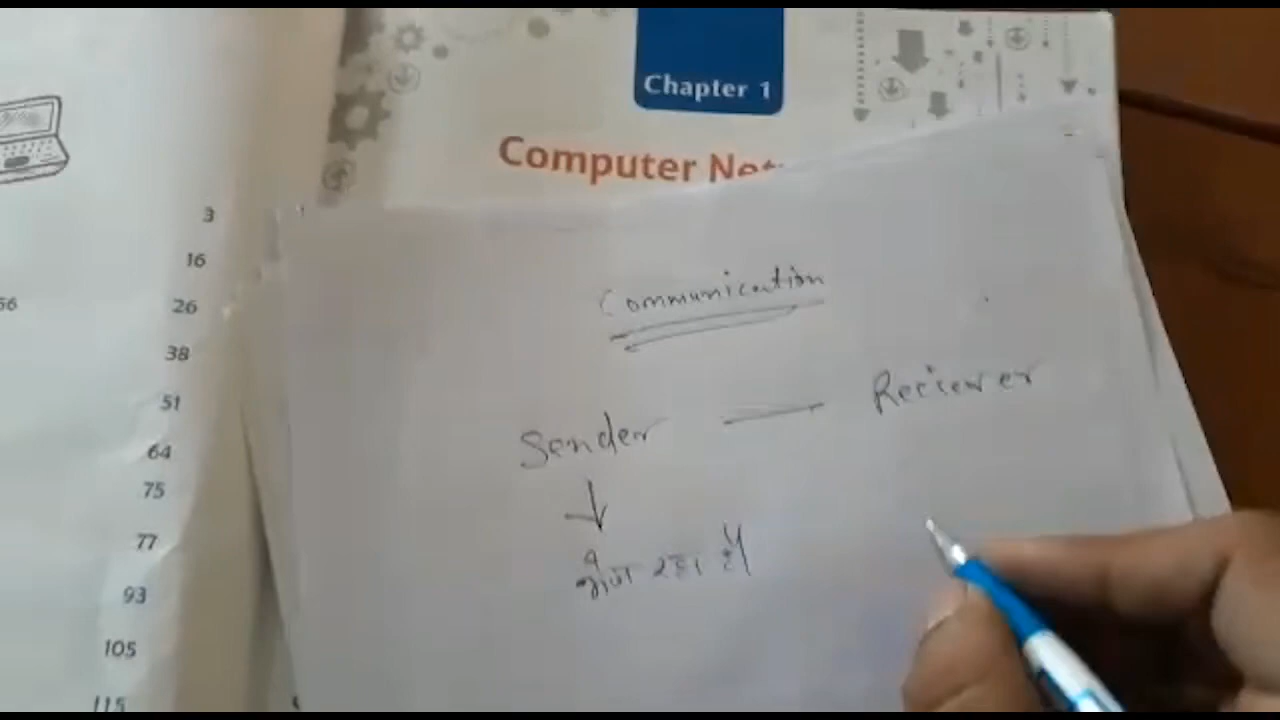 Chapter 1
Computer Net
3
16
56
26
38
51
64
75
77
93
105
115
Communication
Sender — Reciever
↓
भेज रहा है